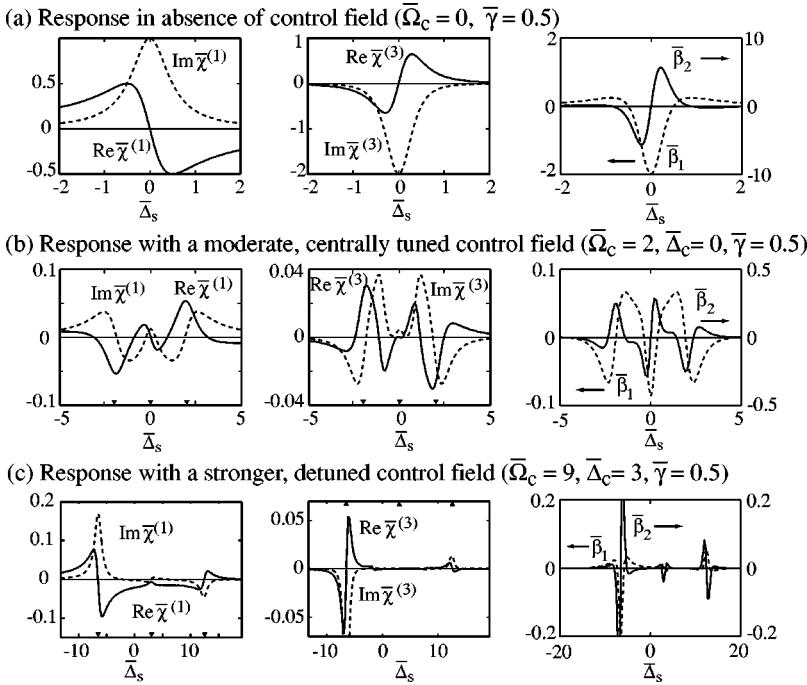 (a) Response in absence of control field (Ω̅c = 0, γ̅ = 0.5)
1 0.5 0 -0.5
Im χ̅⁽¹⁾
Re χ̅⁽¹⁾
-2 -1 0 1 2
Δ̅s
1 0 -1 -2
Re χ̅⁽³⁾
Im χ̅⁽³⁾
-2 -1 0 1 2
Δ̅s
2 0 -2
β̅2 →
← β̅1
10 0 -10
-2 0 2
Δ̅s
(b) Response with a moderate, centrally tuned control field (Ω̅c = 2, Δ̅c = 0, γ̅ = 0.5)
0.1 0 -0.1
Im χ̅⁽¹⁾ Re χ̅⁽¹⁾
-5 0 5
Δ̅s
0.04 0 -0.04
Re χ̅⁽³⁾ Im χ̅⁽³⁾
-5 0 5
Δ̅s
0.1 0 -0.1
β̅2 →
← β̅1
0.5 0 -0.5
-5 0 5
Δ̅s
(c) Response with a stronger, detuned control field (Ω̅c = 9, Δ̅c = 3, γ̅ = 0.5)
0.2 0.1 0 -0.1
Im χ̅⁽¹⁾
Re χ̅⁽¹⁾
-10 0 10
Δ̅s
0.05 0 -0.05
Re χ̅⁽³⁾
Im χ̅⁽³⁾
-10 0 10
Δ̅s
0.2 0 -0.2
← β̅1 β̅2 →
0.2 0 -0.2
-20 0 20
Δ̅s